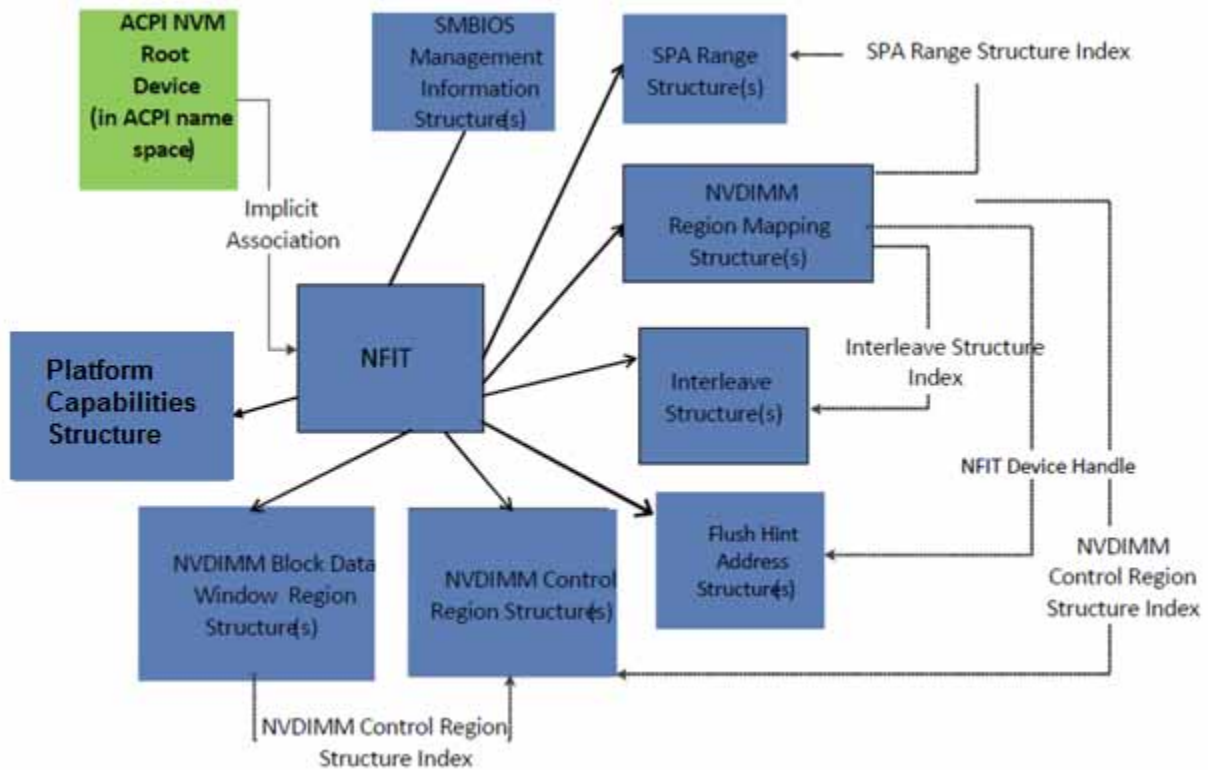 ACPI NVM
Root
Device
(in ACPI name
space)
SMBIOS
Management
Information
Structure(s)
SPA Range
Structure(s)
SPA Range Structure Index
Implicit
Association
NVDIMM
Region Mapping
Structure(s)
NFIT
Platform
Capabilities
Structure
Interleave
Structure(s)
Interleave Structure
Index
NFIT Device Handle
NVDIMM Block Data
Window Region
Structure(s)
NVDIMM Control
Region Structure(s)
Flush Hint
Address
Structure(s)
NVDIMM
Control Region
Structure Index
NVDIMM Control Region
Structure Index